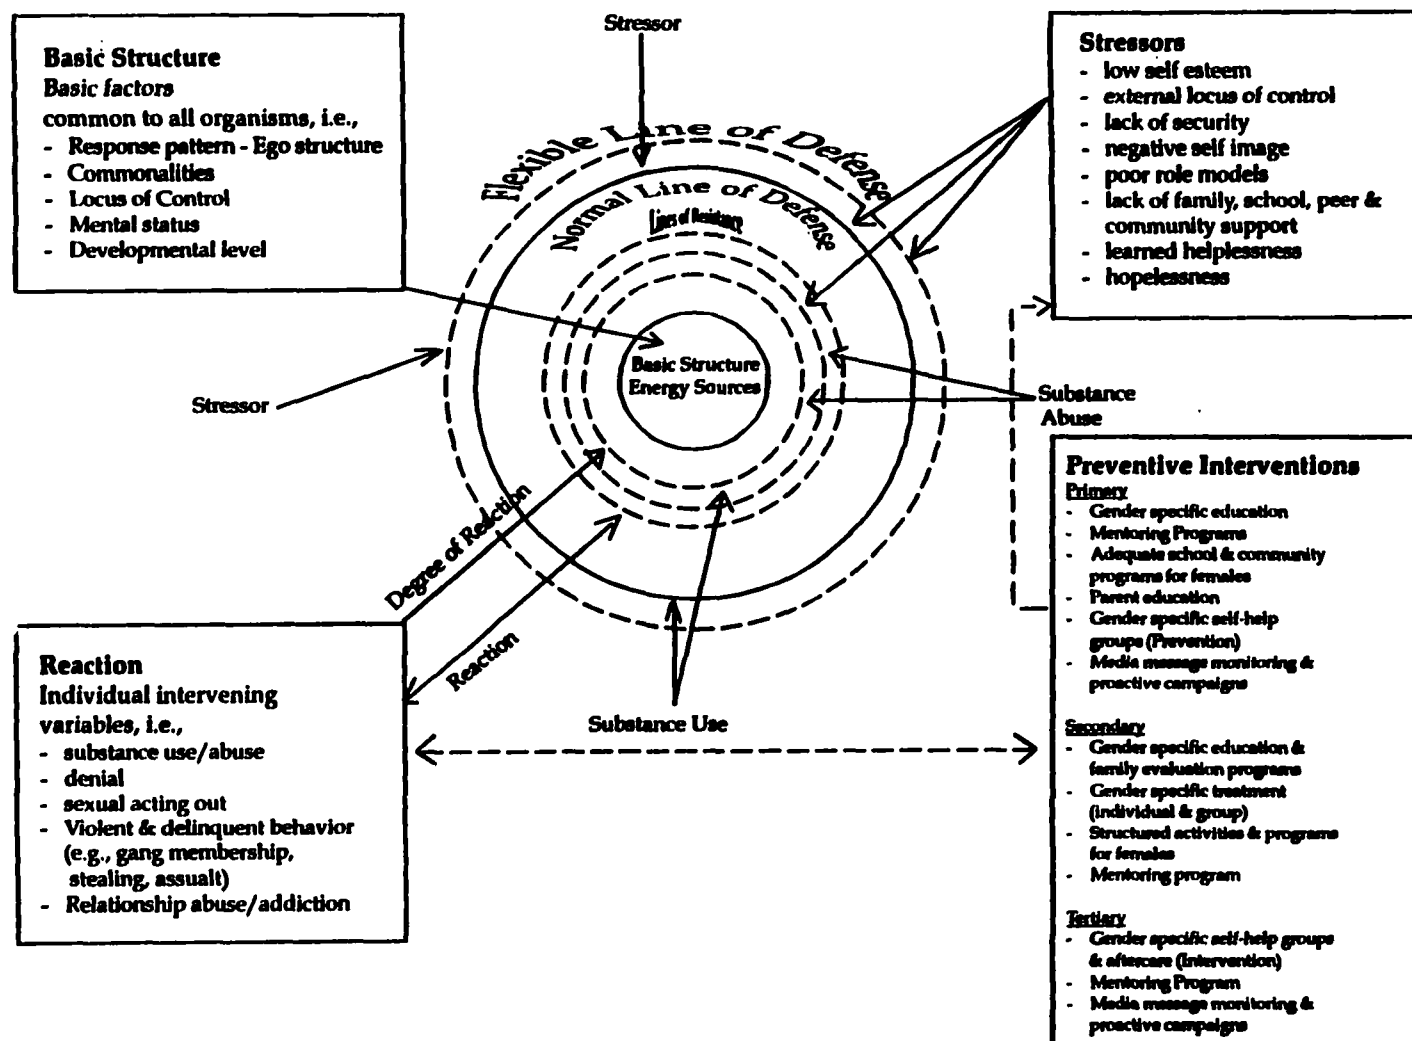 Stressor
Basic Structure
Basic factors
common to all organisms, i.e.,
- Response pattern - Ego structure
- Commonalities
- Locus of Control
- Mental status
- Developmental level
Stressors
- low self esteem
- external locus of control
- lack of security
- negative self image
- poor role models
- lack of family, school, peer &
community support
- learned helplessness
- hopelessness
Flexible Line of Defense
Normal Line of Defense
Lines of Resistance
Basic Structure
Energy Sources
Stressor
Substance
Abuse
Degree of Reaction
Reaction
Substance Use
Reaction
Individual intervening
variables, i.e.,
- substance use/abuse
- denial
- sexual acting out
- Violent & delinquent behavior
(e.g., gang membership,
stealing, assualt)
- Relationship abuse/addiction
Preventive Interventions
Primary
- Gender specific education
- Mentoring Programs
- Adequate school & community
programs for females
- Parent education
- Gender specific self-help
groups (Prevention)
- Media message monitoring &
proactive campaigns
Secondary
- Gender specific education &
family evaluation programs
- Gender specific treatment
(individual & group)
- Structured activities & programs
for females
- Mentoring program
Tertiary
- Gender specific self-help groups
& aftercare (Intervention)
- Mentoring Program
- Media message monitoring &
proactive campaigns